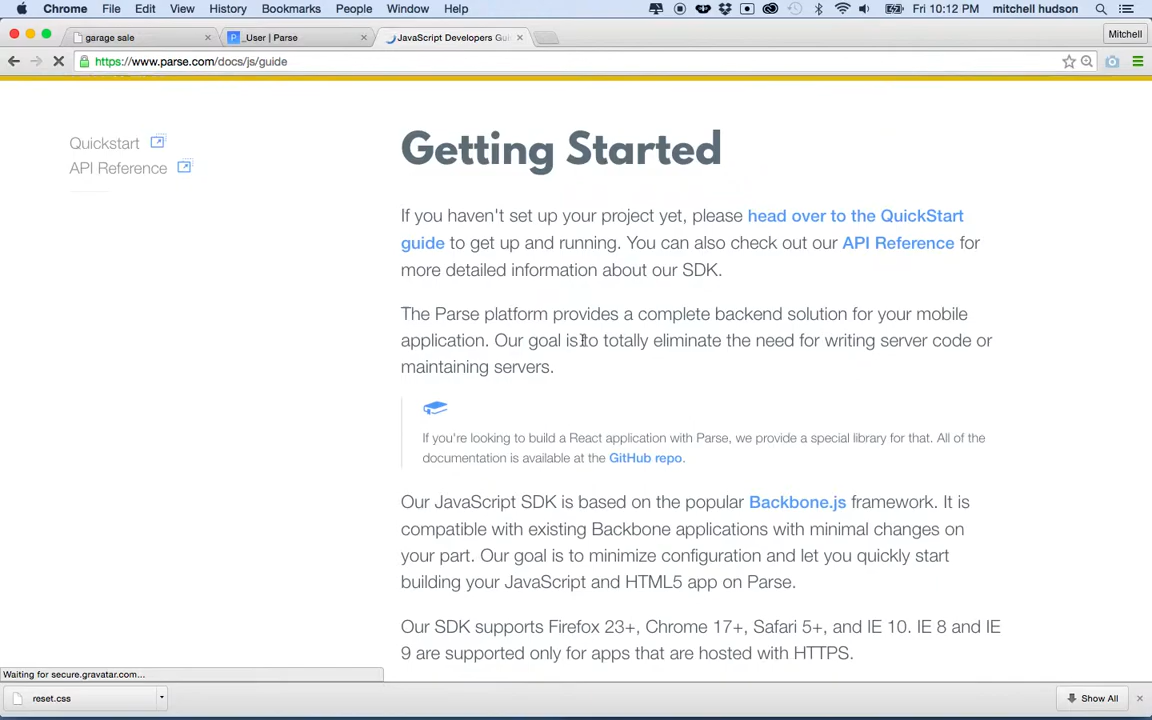 Chrome File Edit View History Bookmarks People Window Help Fri 10:12 PM mitchell hudson
garage sale _User | Parse JavaScript Developers Gui Mitchell
https://www.parse.com/docs/js/guide
Quickstart
API Reference
Getting Started
If you haven't set up your project yet, please head over to the QuickStart
guide to get up and running. You can also check out our API Reference for
more detailed information about our SDK.
The Parse platform provides a complete backend solution for your mobile
application. Our goal is to totally eliminate the need for writing server code or
maintaining servers.
If you're looking to build a React application with Parse, we provide a special library for that. All of the
documentation is available at the GitHub repo.
Our JavaScript SDK is based on the popular Backbone.js framework. It is
compatible with existing Backbone applications with minimal changes on
your part. Our goal is to minimize configuration and let you quickly start
building your JavaScript and HTML5 app on Parse.
Our SDK supports Firefox 23+, Chrome 17+, Safari 5+, and IE 10. IE 8 and IE
9 are supported only for apps that are hosted with HTTPS.
Waiting for secure.gravatar.com...
reset.css Show All